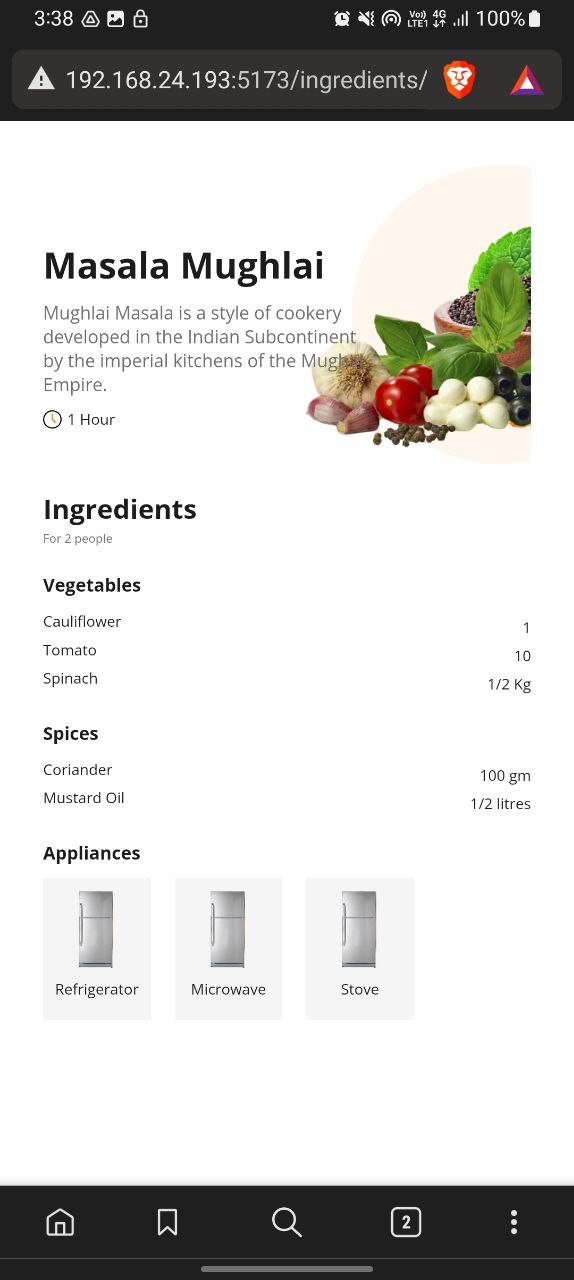 3:38
Vo))
LTE1
4G
100%
192.168.24.193:5173/ingredients/
Masala Mughlai
Mughlai Masala is a style of cookery
developed in the Indian Subcontinent
by the imperial kitchens of the Mughal
Empire.
1 Hour
Ingredients
For 2 people
Vegetables
Cauliflower 1
Tomato 10
Spinach 1/2 Kg
Spices
Coriander 100 gm
Mustard Oil 1/2 litres
Appliances
Refrigerator Microwave Stove
2